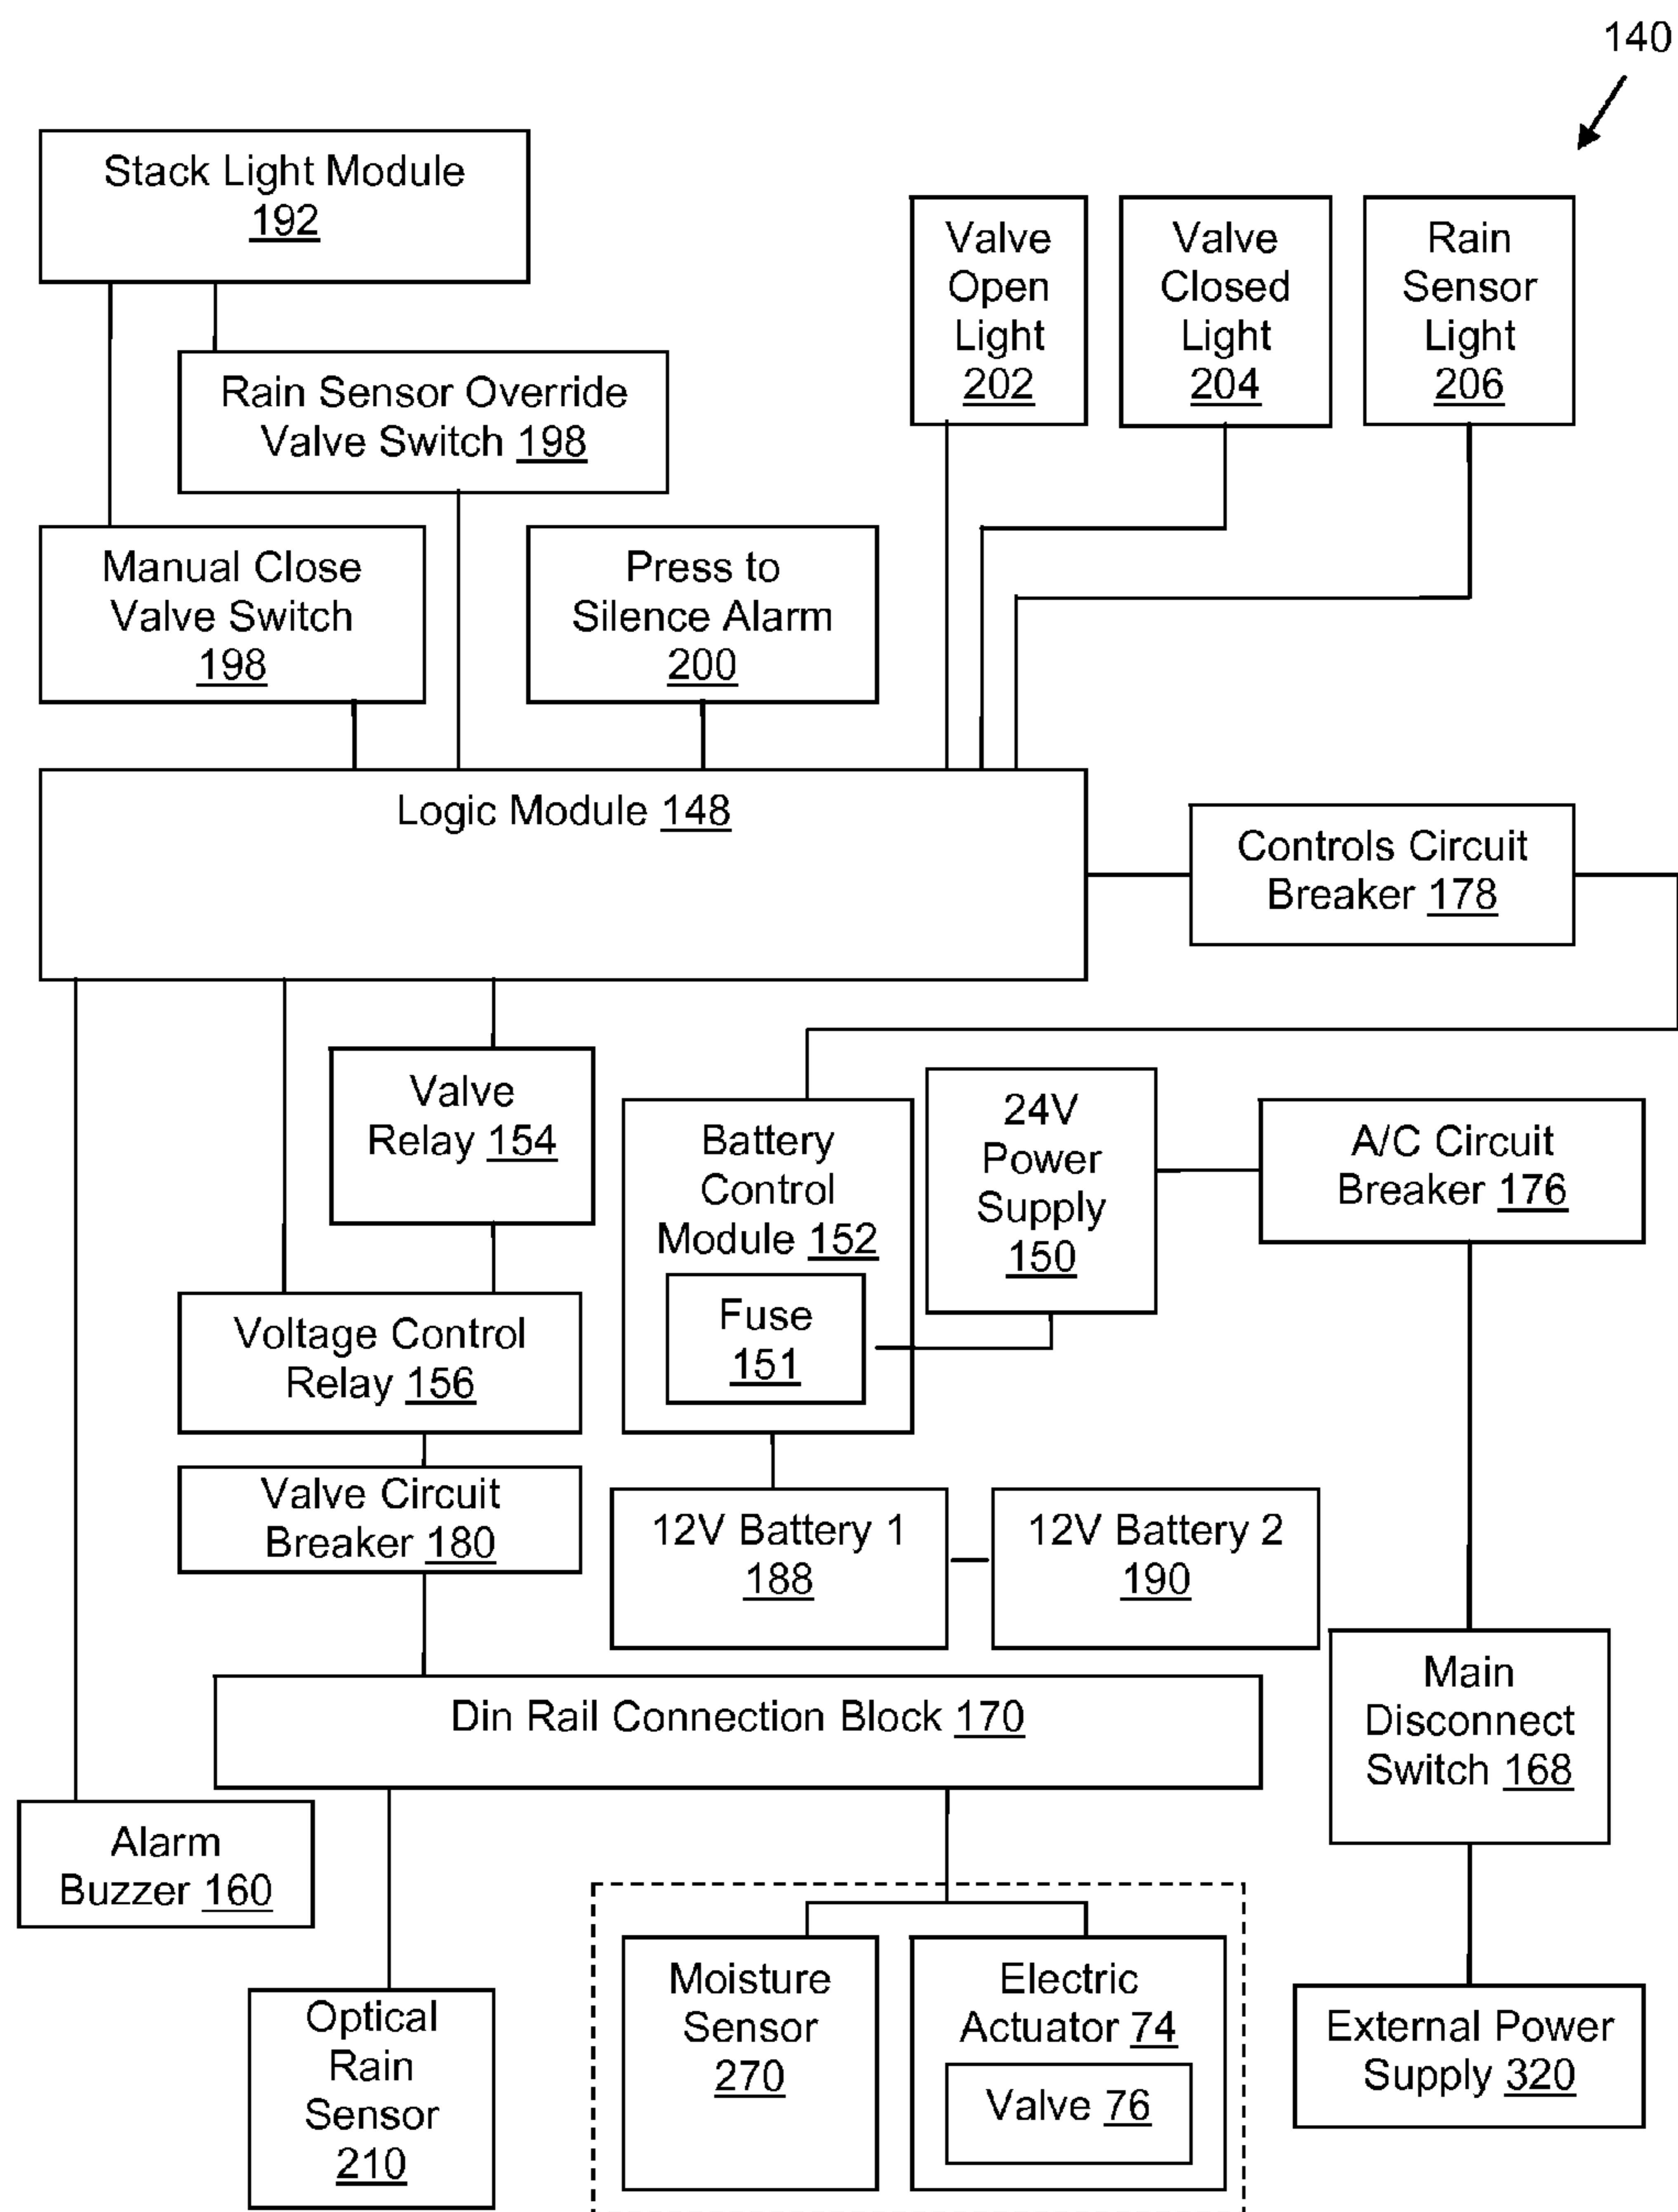 140
Stack Light Module
192
Valve
Open
Light
202
Valve
Closed
Light
204
Rain
Sensor
Light
206
Rain Sensor Override
Valve Switch 198
Manual Close
Valve Switch
198
Press to
Silence Alarm
200
Logic Module 148
Controls Circuit
Breaker 178
Valve
Relay 154
Battery
Control
Module 152
Fuse
151
24V
Power
Supply
150
A/C Circuit
Breaker 176
Voltage Control
Relay 156
Valve Circuit
Breaker 180
12V Battery 1
188
12V Battery 2
190
Din Rail Connection Block 170
Main
Disconnect
Switch 168
Alarm
Buzzer 160
Optical
Rain
Sensor
210
Moisture
Sensor
270
Electric
Actuator 74
Valve 76
External Power
Supply 320